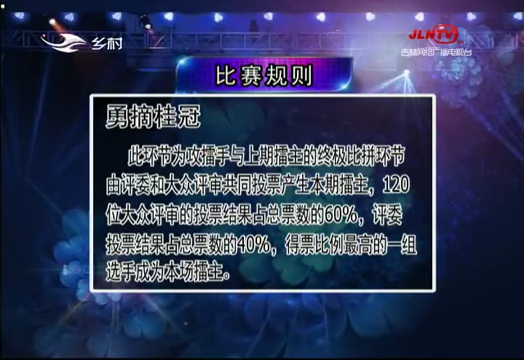 乡村
JLNTV
吉林网络广播电视台
比赛规则
勇摘桂冠
此环节为攻擂手与上期擂主的终极比拼环节
由评委和大众评审共同投票产生本期擂主，120
位大众评审的投票结果占总票数的60%，评委
投票结果占总票数的40%，得票比例最高的一组
选手成为本场擂主。